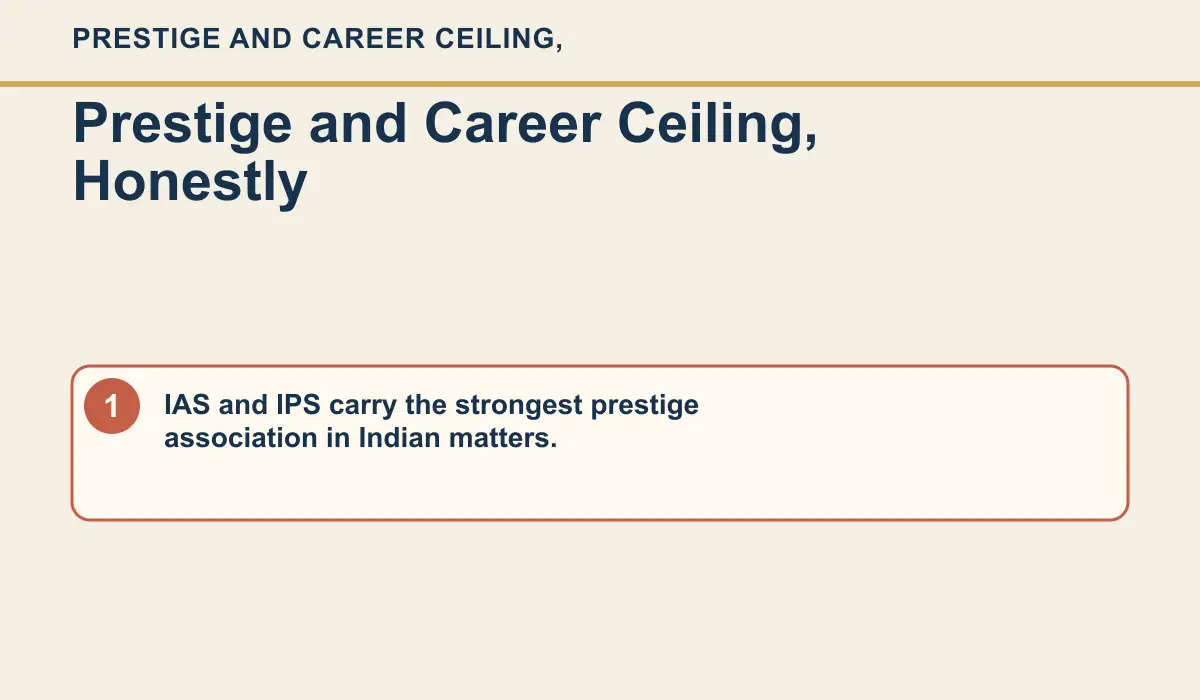 PRESTIGE AND CAREER CEILING,
Prestige and Career Ceiling,
Honestly
1
IAS and IPS carry the strongest prestige
association in Indian matters.